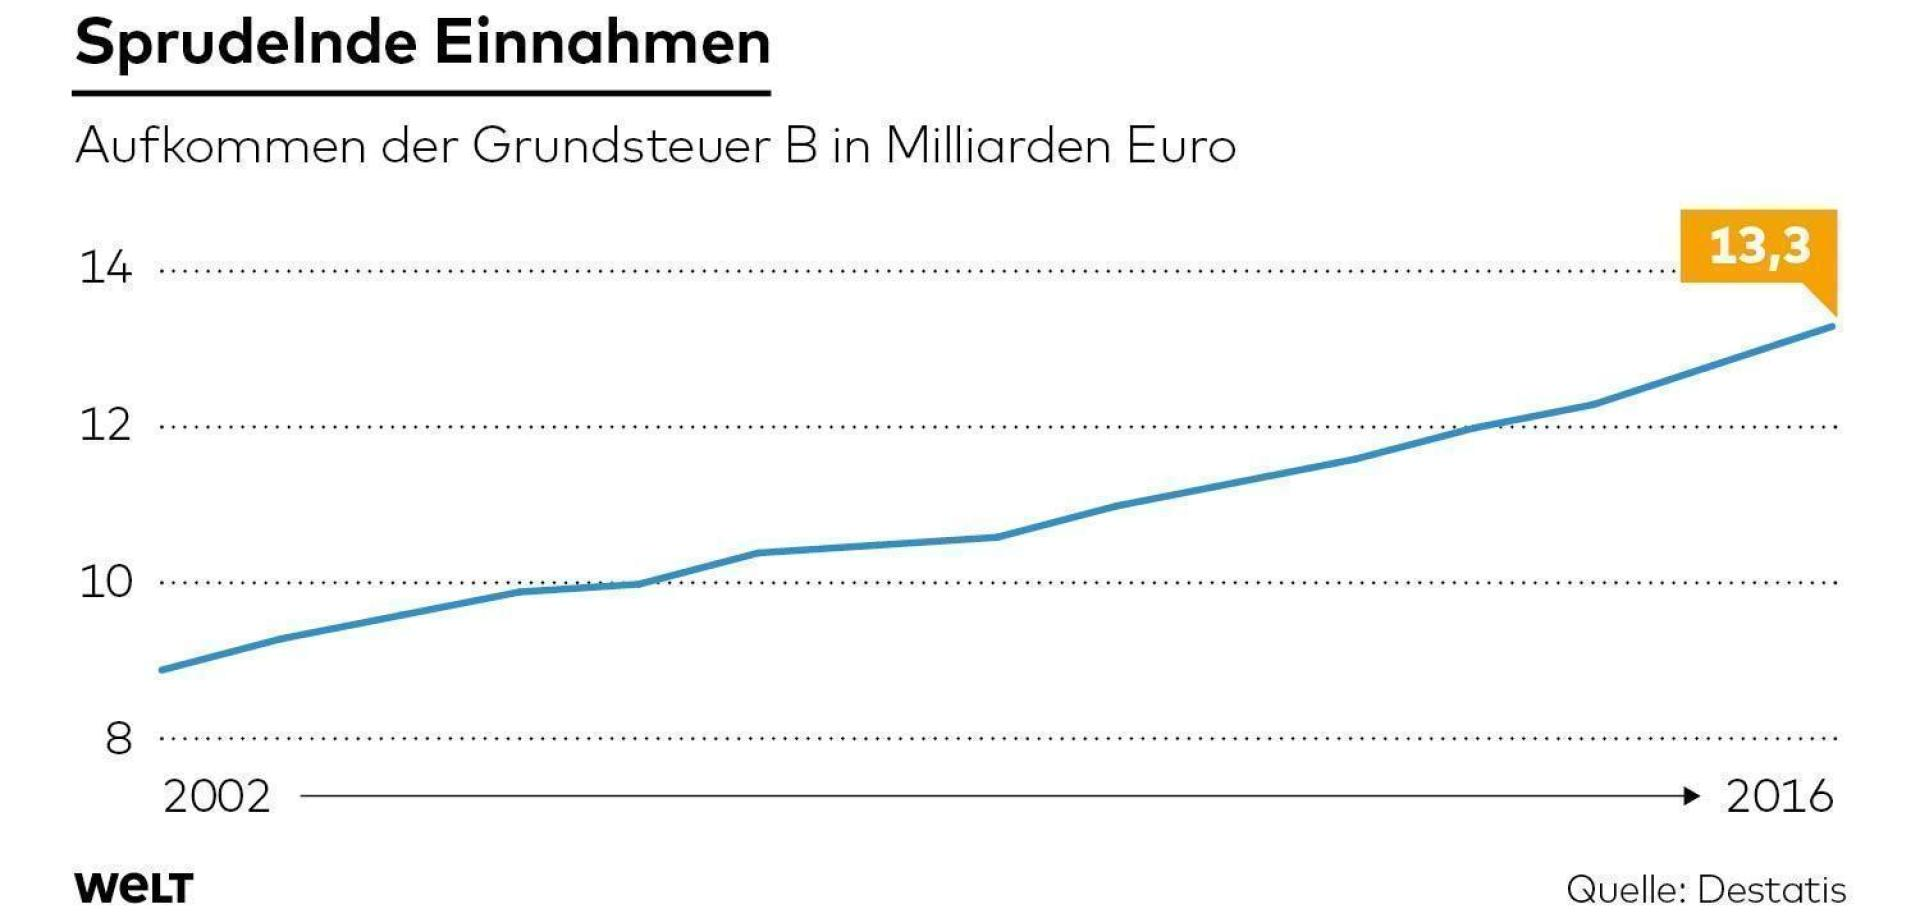 Sprudelnde Einnahmen
Aufkommen der Grundsteuer B in Milliarden Euro
13,3
14
12
10
8
2002 2016
WELT Quelle: Destatis